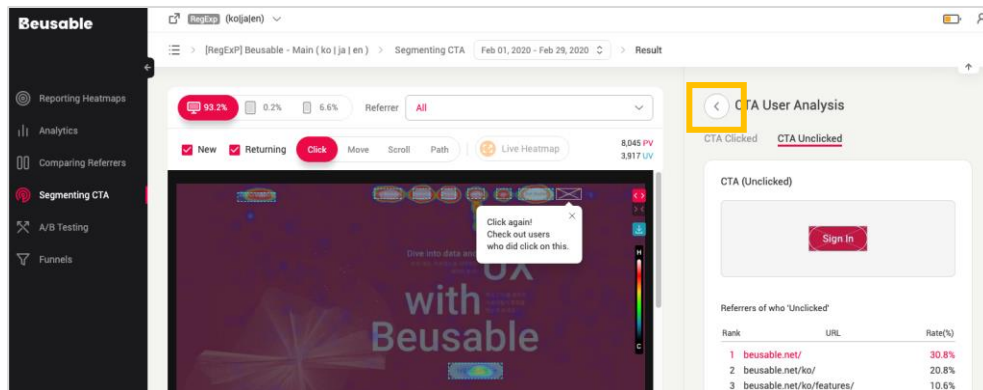 Beusable
RegExp (ko|ja|en)
[RegExP] Beusable - Main ( ko | ja | en ) > Segmenting CTA Feb 01, 2020 - Feb 29, 2020 > Result
Reporting Heatmaps
Analytics
Comparing Referrers
Segmenting CTA
A/B Testing
Funnels
93.2% 0.2% 6.6% Referrer All
New Returning Click Move Scroll Path Live Heatmap 8,045 PV
3,917 UV
Click again!
Check out users
who did click on this.
H
Dive into data and
UX
with
Beusable
C
CTA User Analysis
CTA Clicked CTA Unclicked
CTA (Unclicked)
Sign In
Referrers of who 'Unclicked'
Rank URL Rate(%)
1 beusable.net/ 30.8%
2 beusable.net/ko/ 20.8%
3 beusable.net/ko/features/ 10.6%